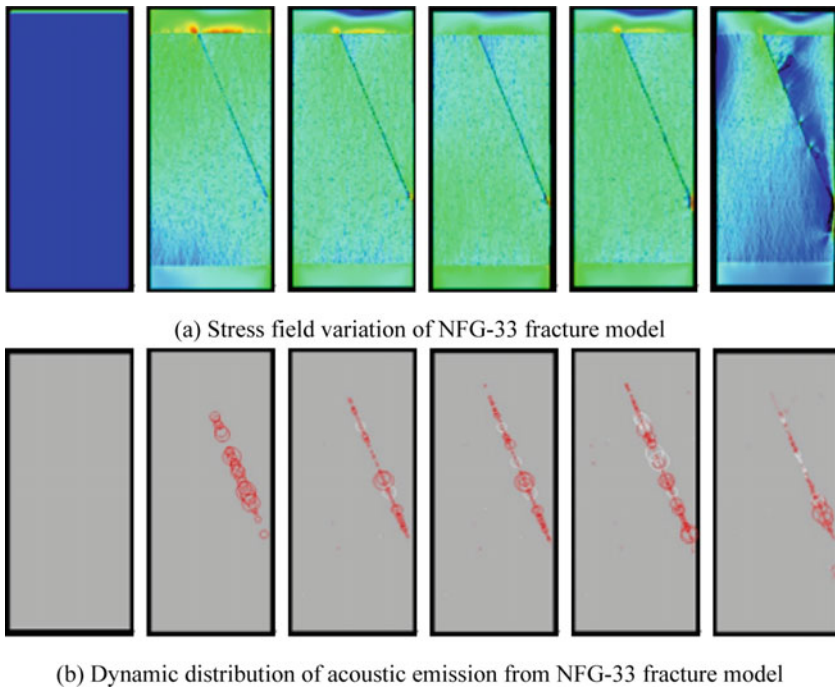 (a) Stress field variation of NFG-33 fracture model
(b) Dynamic distribution of acoustic emission from NFG-33 fracture model